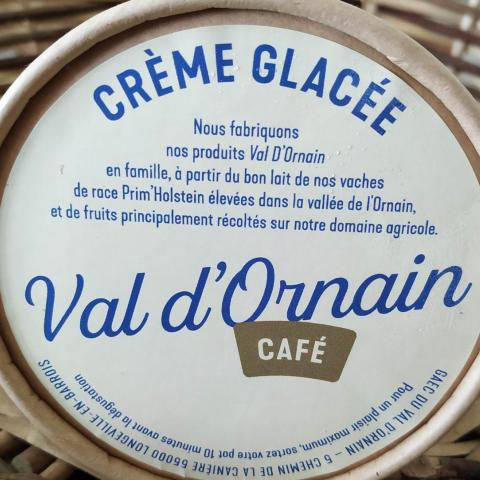 CRÈME GLACÉE
Nous fabriquons
nos produits Val D'Ornain
en famille, à partir du bon lait de nos vaches
de race Prim'Holstein élevées dans la vallée de l'Ornain,
et de fruits principalement récoltés sur notre domaine agricole.
Val d'Ornain
CAFÉ
Pour un plaisir maximum, sortez votre pot 10 minutes avant la dégustation
GAEC DU VAL D'ORNAIN – 5 CHEMIN DE LA CANIÈRE 55000 LONGEVILLE-EN-BARROIS